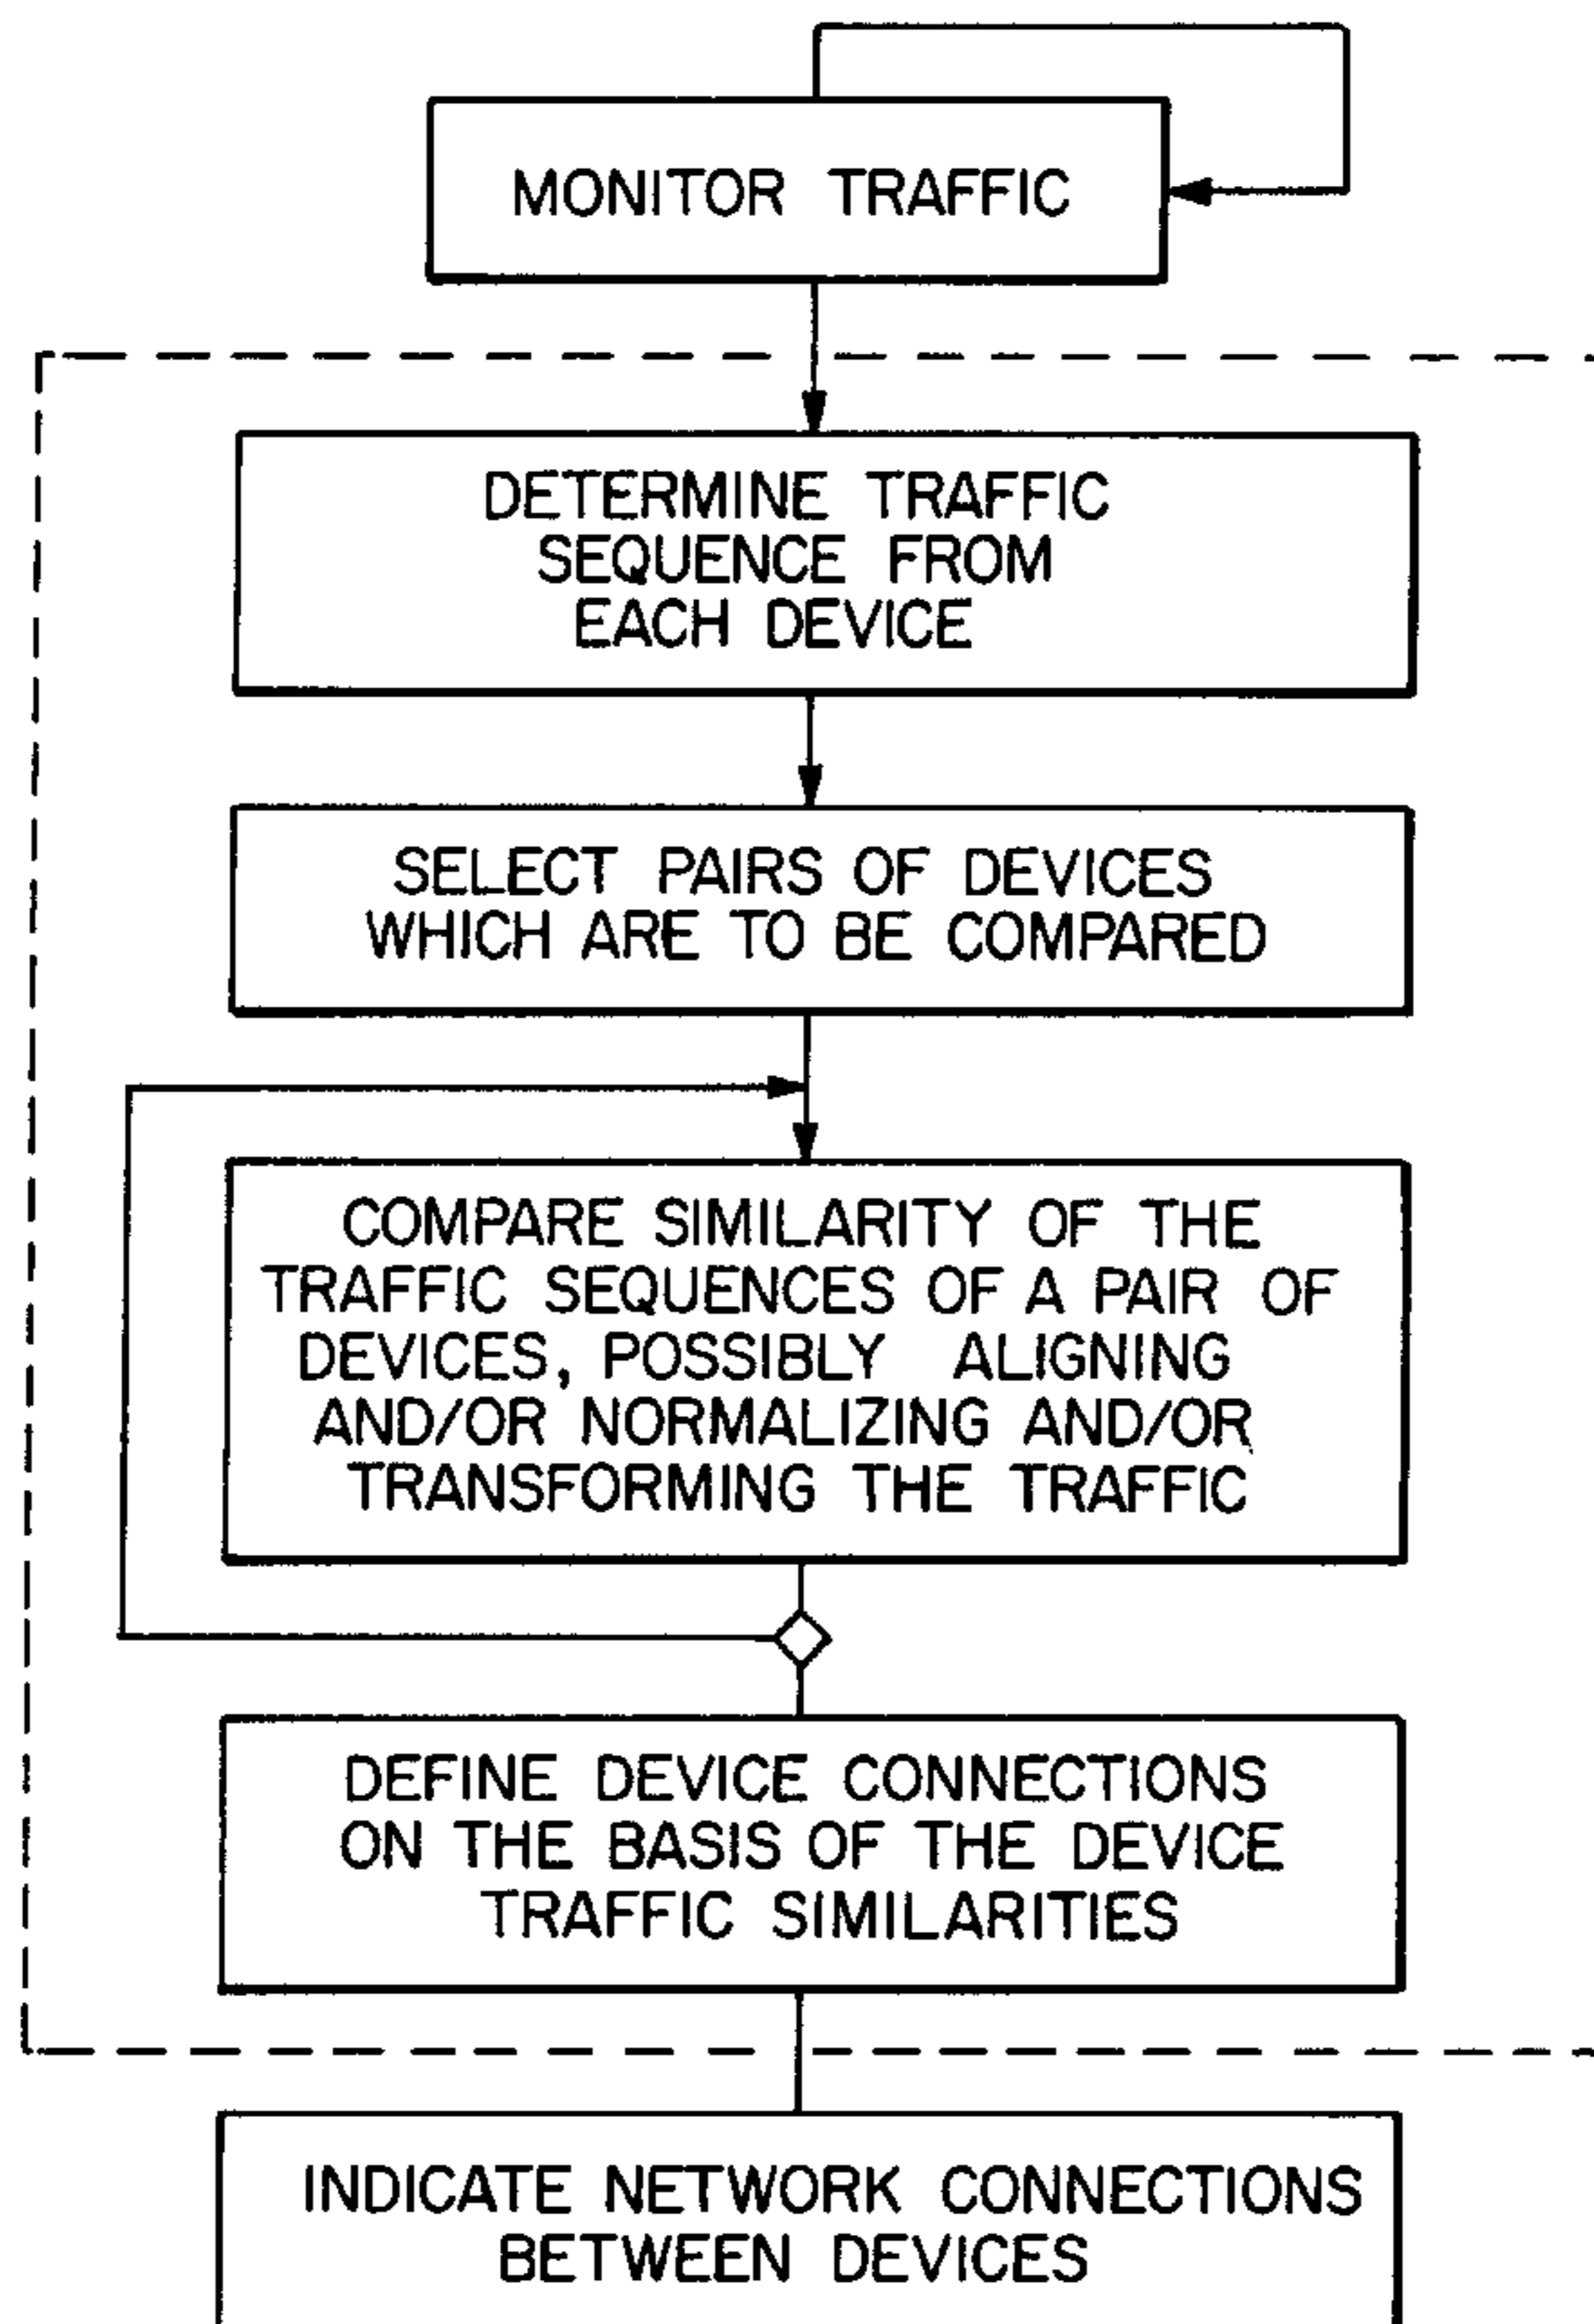 MONITOR TRAFFIC
DETERMINE TRAFFIC
SEQUENCE FROM
EACH DEVICE
SELECT PAIRS OF DEVICES
WHICH ARE TO BE COMPARED
COMPARE SIMILARITY OF THE
TRAFFIC SEQUENCES OF A PAIR OF
DEVICES, POSSIBLY ALIGNING
AND/OR NORMALIZING AND/OR
TRANSFORMING THE TRAFFIC
DEFINE DEVICE CONNECTIONS
ON THE BASIS OF THE DEVICE
TRAFFIC SIMILARITIES
INDICATE NETWORK CONNECTIONS
BETWEEN DEVICES